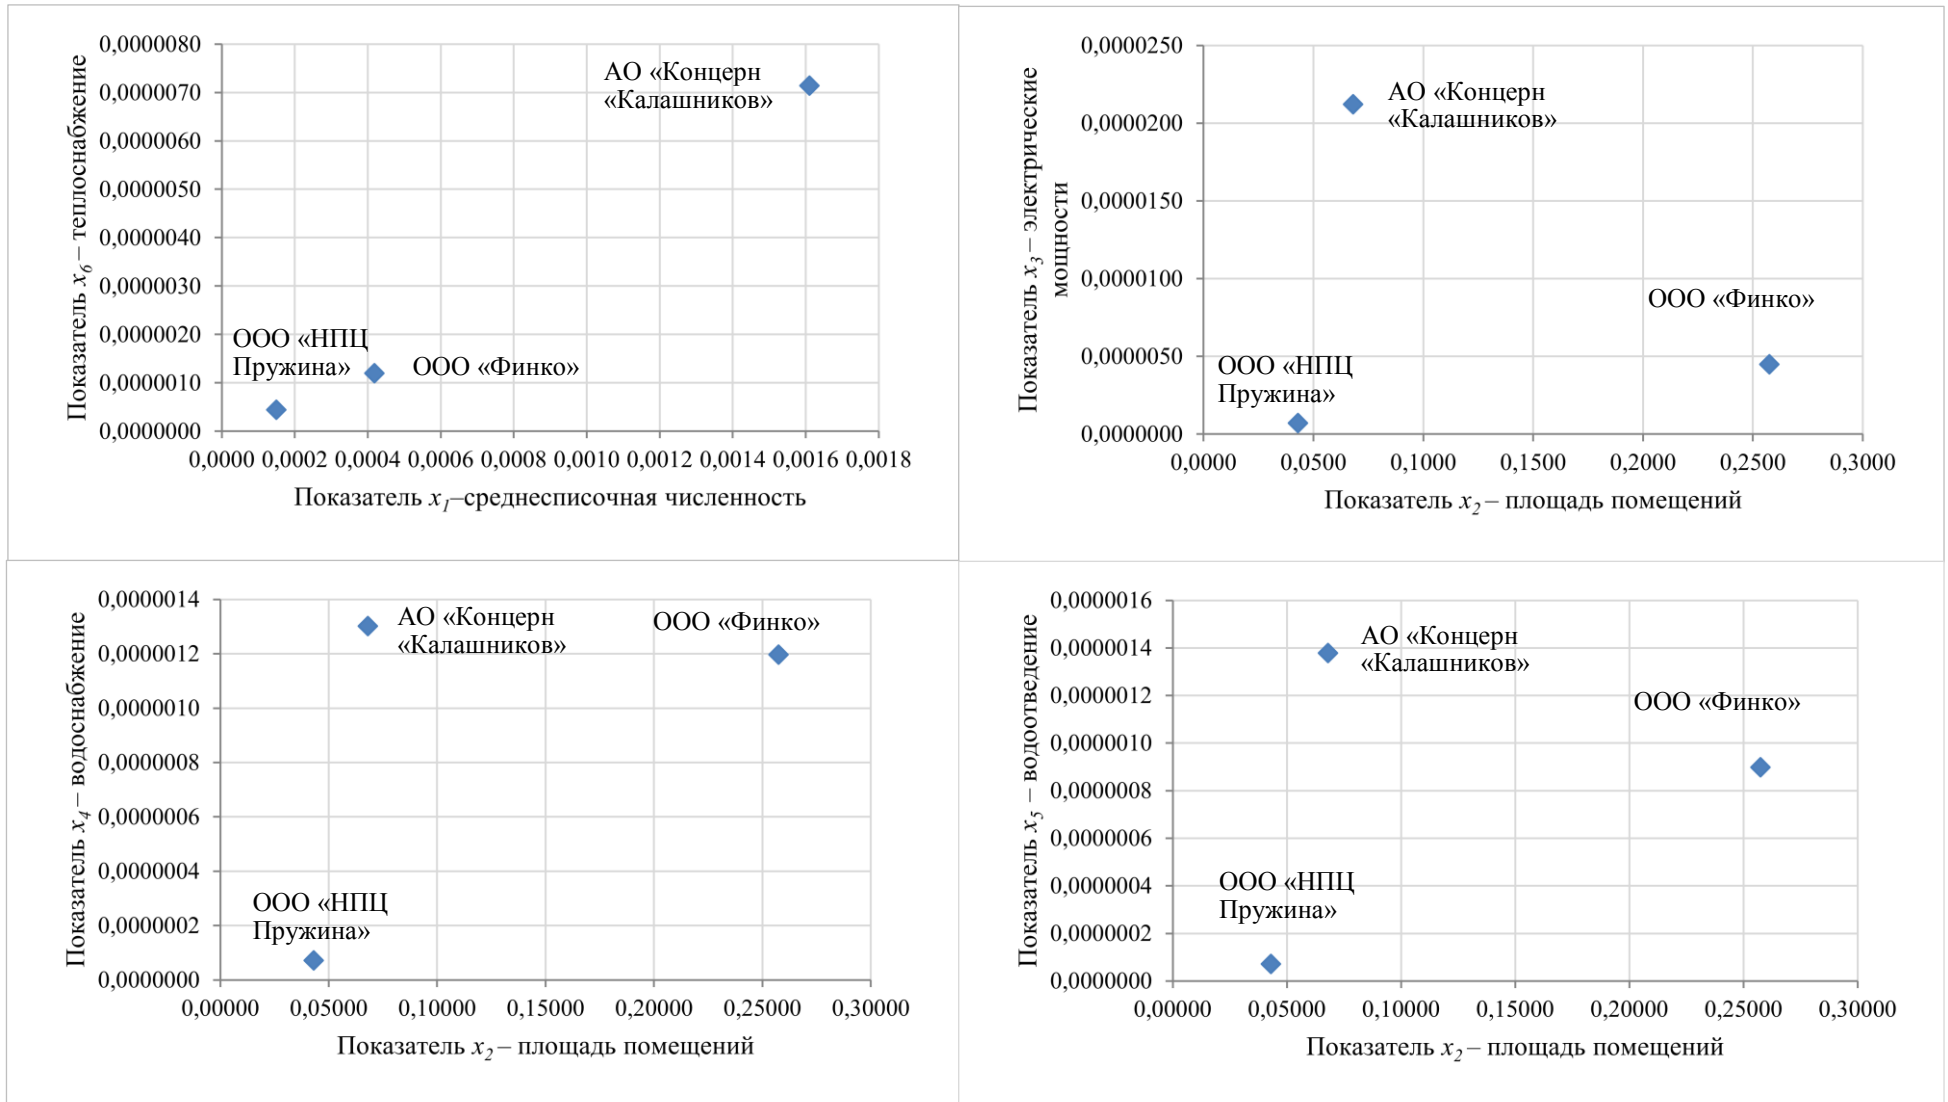 0,0000080
0,0000070
0,0000060
0,0000050
0,0000040
0,0000030
0,0000020
0,0000010
0,0000000
Показатель x6 – теплоснабжение
АО «Концерн
«Калашников»
ООО «НПЦ
Пружина»
ООО «Финко»
0,0000 0,0002 0,0004 0,0006 0,0008 0,0010 0,0012 0,0014 0,0016 0,0018
Показатель x1–среднесписочная численность
0,0000250
0,0000200
0,0000150
0,0000100
0,0000050
0,0000000
Показатель x3 – электрические
мощности
АО «Концерн
«Калашников»
ООО «Финко»
ООО «НПЦ
Пружина»
0,0000 0,0500 0,1000 0,1500 0,2000 0,2500 0,3000
Показатель x2 – площадь помещений
0,0000014
0,0000012
0,0000010
0,0000008
0,0000006
0,0000004
0,0000002
0,0000000
Показатель x4 – водоснабжение
АО «Концерн
«Калашников»
ООО «Финко»
ООО «НПЦ
Пружина»
0,00000 0,05000 0,10000 0,15000 0,20000 0,25000 0,30000
Показатель x2 – площадь помещений
0,0000016
0,0000014
0,0000012
0,0000010
0,0000008
0,0000006
0,0000004
0,0000002
0,0000000
Показатель x5 – водоотведение
АО «Концерн
«Калашников»
ООО «Финко»
ООО «НПЦ
Пружина»
0,00000 0,05000 0,10000 0,15000 0,20000 0,25000 0,30000
Показатель x2 – площадь помещений